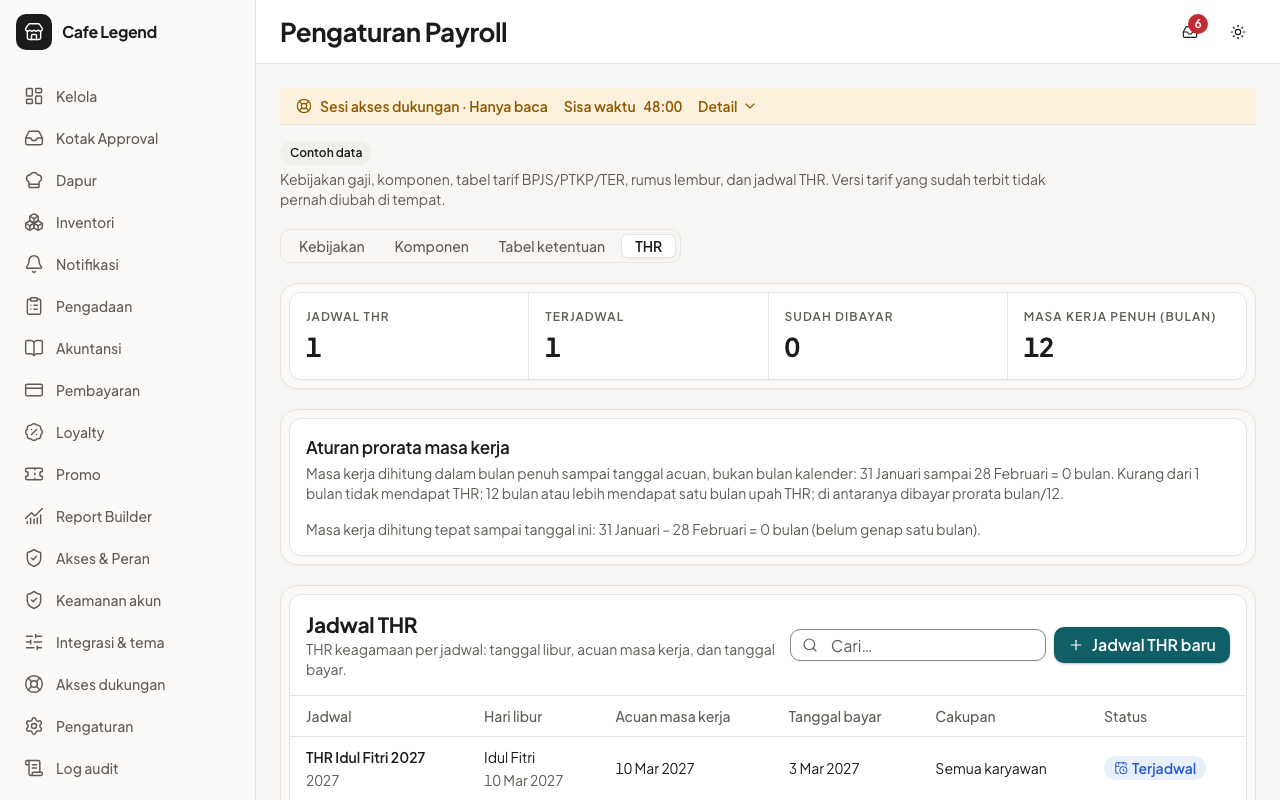 Cafe Legend
Kelola
Kotak Approval
Dapur
Inventori
Notifikasi
Pengadaan
Akuntansi
Pembayaran
Loyalty
Promo
Report Builder
Akses & Peran
Keamanan akun
Integrasi & tema
Akses dukungan
Pengaturan
Log audit
Pengaturan Payroll
6
Sesi akses dukungan · Hanya baca Sisa waktu 48:00 Detail
Contoh data
Kebijakan gaji, komponen, tabel tarif BPJS/PTKP/TER, rumus lembur, dan jadwal THR. Versi tarif yang sudah terbit tidak
pernah diubah di tempat.
Kebijakan Komponen Tabel ketentuan THR
JADWAL THR TERJADWAL SUDAH DIBAYAR MASA KERJA PENUH (BULAN)
1 1 0 12
Aturan prorata masa kerja
Masa kerja dihitung dalam bulan penuh sampai tanggal acuan, bukan bulan kalender: 31 Januari sampai 28 Februari = 0 bulan. Kurang dari 1
bulan tidak mendapat THR; 12 bulan atau lebih mendapat satu bulan upah THR; di antaranya dibayar prorata bulan/12.
Masa kerja dihitung tepat sampai tanggal ini: 31 Januari – 28 Februari = 0 bulan (belum genap satu bulan).
Jadwal THR
THR keagamaan per jadwal: tanggal libur, acuan masa kerja, dan tanggal
bayar.
Cari...
Jadwal THR baru
Jadwal Hari libur Acuan masa kerja Tanggal bayar Cakupan Status
THR Idul Fitri 2027 Idul Fitri 10 Mar 2027 3 Mar 2027 Semua karyawan Terjadwal
2027 10 Mar 2027